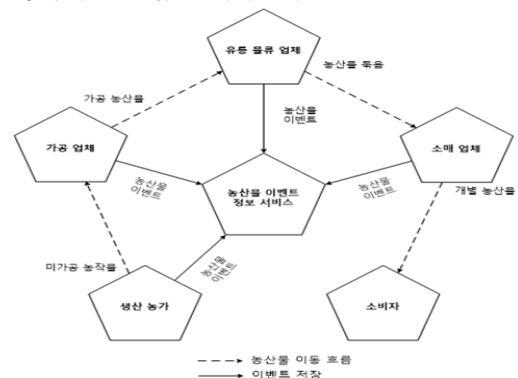 유통 물류 업체
농산물 묶음
가공 농산물
농산물
이벤트
가공 업체
소매 업체
농산물
이벤트
농산물 이벤트
정보 서비스
농산물
이벤트
개별 농산물
미가공 농작물
농산물
이벤트
생산 농가
소비자
농산물 이동 흐름
이벤트 저장